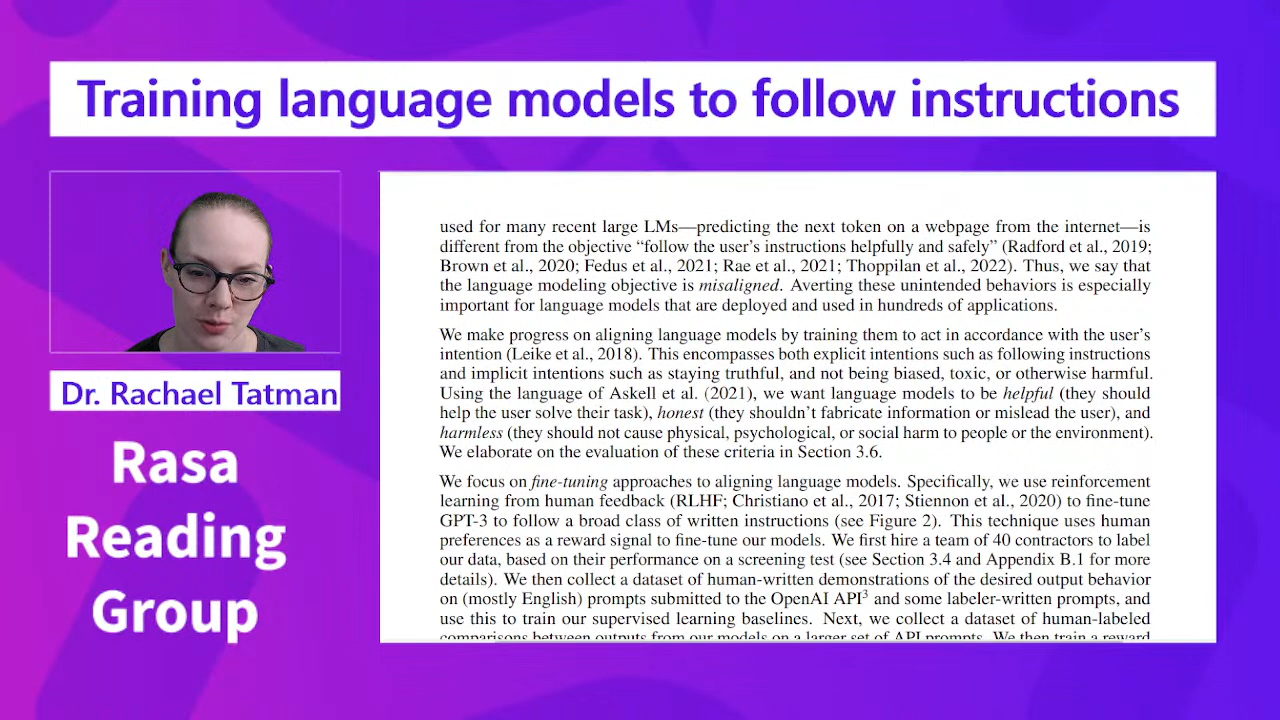 Training language models to follow instructions
Dr. Rachael Tatman
Rasa
Reading
Group
used for many recent large LMs—predicting the next token on a webpage from the internet—is
different from the objective “follow the user’s instructions helpfully and safely” (Radford et al., 2019;
Brown et al., 2020; Fedus et al., 2021; Rae et al., 2021; Thoppilan et al., 2022). Thus, we say that
the language modeling objective is misaligned. Averting these unintended behaviors is especially
important for language models that are deployed and used in hundreds of applications.
We make progress on aligning language models by training them to act in accordance with the user’s
intention (Leike et al., 2018). This encompasses both explicit intentions such as following instructions
and implicit intentions such as staying truthful, and not being biased, toxic, or otherwise harmful.
Using the language of Askell et al. (2021), we want language models to be helpful (they should
help the user solve their task), honest (they shouldn’t fabricate information or mislead the user), and
harmless (they should not cause physical, psychological, or social harm to people or the environment).
We elaborate on the evaluation of these criteria in Section 3.6.
We focus on fine-tuning approaches to aligning language models. Specifically, we use reinforcement
learning from human feedback (RLHF; Christiano et al., 2017; Stiennon et al., 2020) to fine-tune
GPT-3 to follow a broad class of written instructions (see Figure 2). This technique uses human
preferences as a reward signal to fine-tune our models. We first hire a team of 40 contractors to label
our data, based on their performance on a screening test (see Section 3.4 and Appendix B.1 for more
details). We then collect a dataset of human-written demonstrations of the desired output behavior
on (mostly English) prompts submitted to the OpenAI API³ and some labeler-written prompts, and
use this to train our supervised learning baselines. Next, we collect a dataset of human-labeled
comparisons between outputs from our models on a larger set of API prompts. We then train a reward